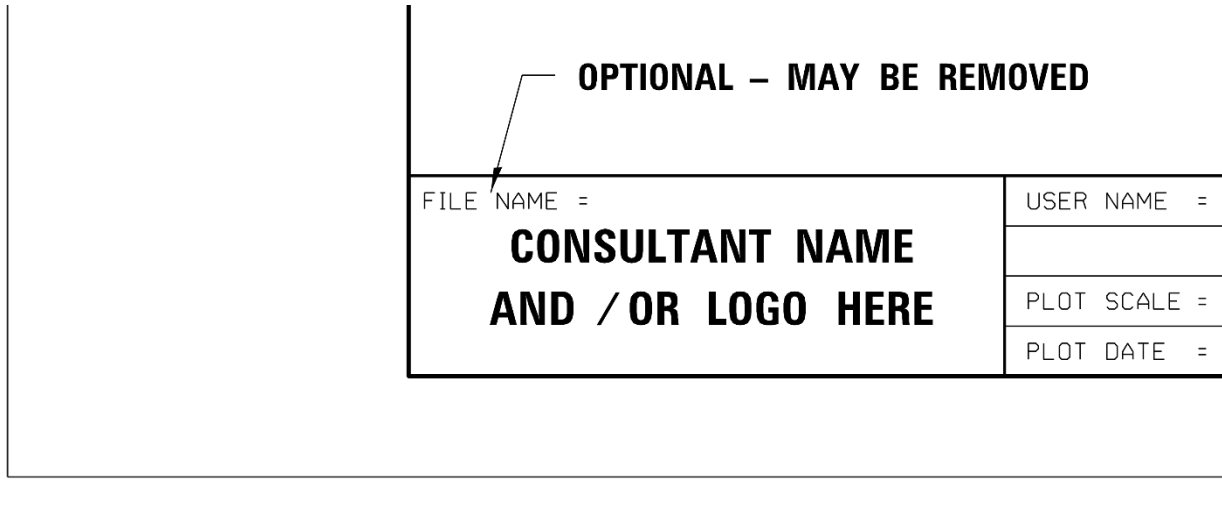 OPTIONAL – MAY BE REMOVED
FILE NAME =
CONSULTANT NAME
AND / OR LOGO HERE
USER NAME =
PLOT SCALE =
PLOT DATE =